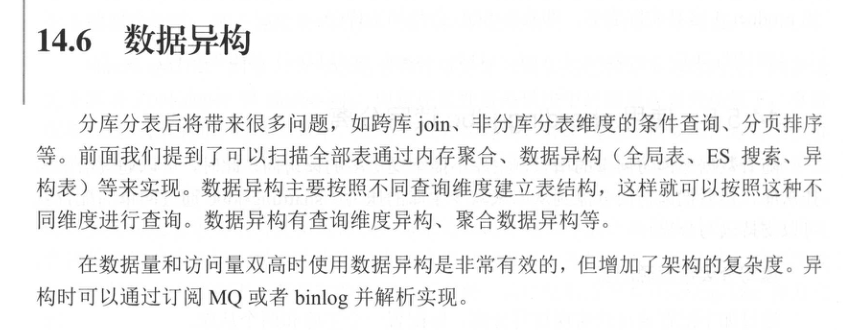 14.6 数据异构
分库分表后将带来很多问题，如跨库 join、非分库分表维度的条件查询、分页排序
等。前面我们提到了可以扫描全部表通过内存聚合、数据异构（全局表、ES 搜索、异
构表）等来实现。数据异构主要按照不同查询维度建立表结构，这样就可以按照这种不
同维度进行查询。数据异构有查询维度异构、聚合数据异构等。
在数据量和访问量双高时使用数据异构是非常有效的，但增加了架构的复杂度。异
构时可以通过订阅 MQ 或者 binlog 并解析实现。